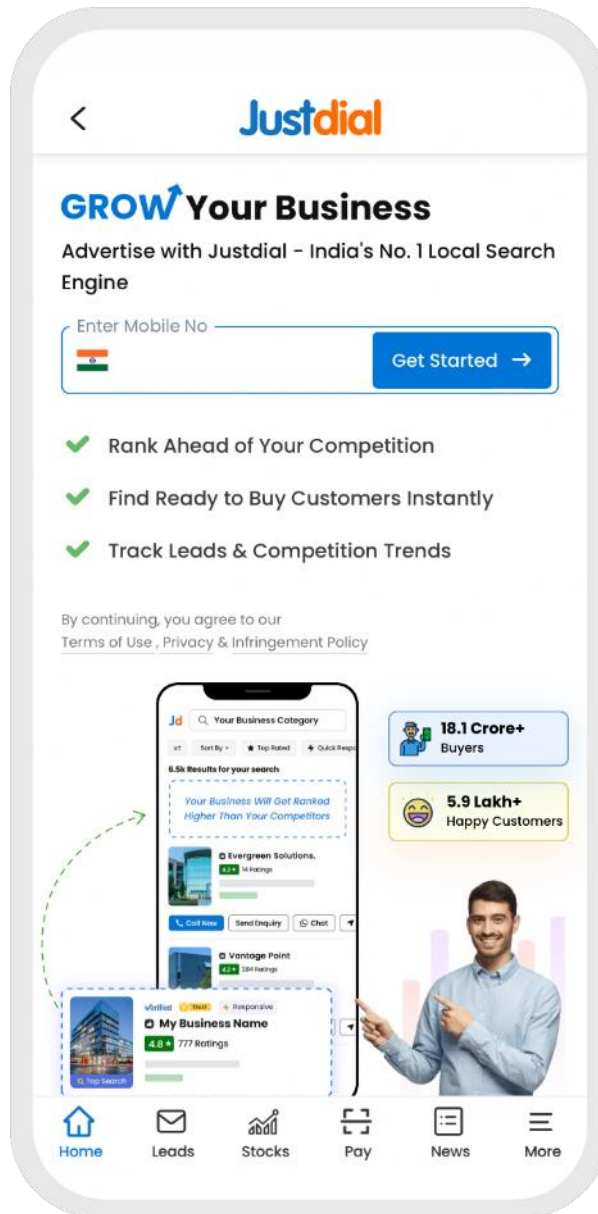 Justdial
GROW Your Business
Advertise with Justdial - India's No. 1 Local Search
Engine
Enter Mobile No
Get Started →
Rank Ahead of Your Competition
Find Ready to Buy Customers Instantly
Track Leads & Competition Trends
By continuing, you agree to our
Terms of Use , Privacy & Infringement Policy
Jd Your Business Category
Sort By Top Rated Quick
6.5k Results for your search
Your Business Will Get Ranked
Higher Than Your Competitors
Evergreen Solutions.
4.3 14 Ratings
Call Now Send Enquiry Chat
Vantage Point
284 Ratings
Verified Trust Responsive
My Business Name
4.8 777 Ratings
Top Search
18.1 Crore+
Buyers
5.9 Lakh+
Happy Customers
Home Leads Stocks Pay News More